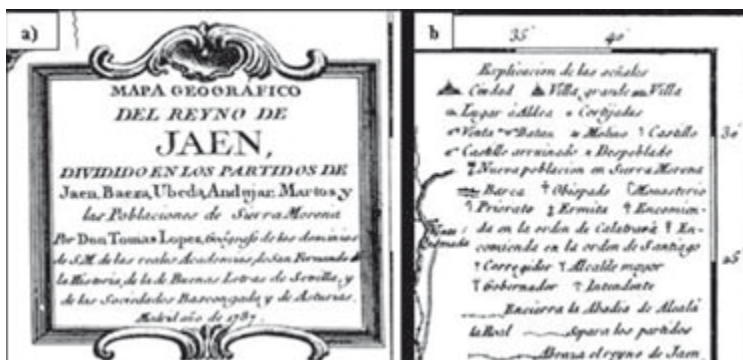 a)
MAPA GEOGRÁFICO
DEL REYNO DE
JAEN,
DIVIDIDO EN LOS PARTIDOS DE
Jaen, Baeza, Ubeda, Andujar, Martos, y
las Poblaciones de Sierra Morena
Por Don Tomas Lopez, Geógrafo de los dominios
de S.M. de las reales Academias, de San Fernando, de
la Historia, de la de Buenas Letras de Sevilla, y
de las Sociedades Bascongada y de Asturias.
Madrid año de 1787.
b
35 40
Esplicacion de las señales
Ciudad Villa grande Villa
Lugar ó Aldea Cortijadas
Venta Batan Molino Castillo
Castillo arruinado Despoblado
30
Nueva poblacion en Sierra Morena
Barca Obispado Monasterio
Priorato Ermita Encomien-
da en la orden de Calatrava En-
comienda en la orden de Santiago
25
Corregidor Alcalde mayor
Gobernador Intendente
Encierra la Abadia de Alcalá
la Real Separa los partidos
Abraza el reyno de Jaen